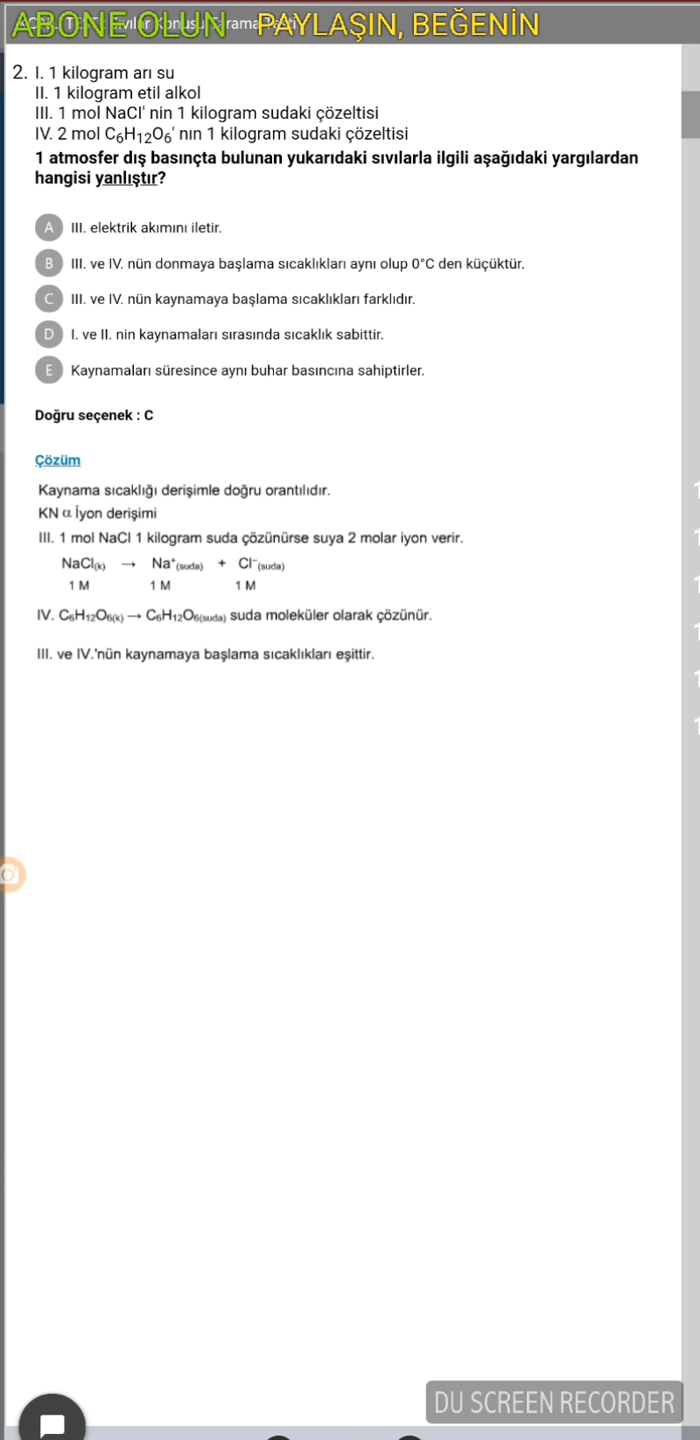 ABONE OLUN PAYLAŞIN, BEĞENİN
2. I. 1 kilogram arı su
II. 1 kilogram etil alkol
III. 1 mol NaCl' nin 1 kilogram sudaki çözeltisi
IV. 2 mol C₆H₁₂O₆' nın 1 kilogram sudaki çözeltisi
1 atmosfer dış basınçta bulunan yukarıdaki sıvılarla ilgili aşağıdaki yargılardan
hangisi yanlıştır?
A III. elektrik akımını iletir.
B III. ve IV. nün donmaya başlama sıcaklıkları aynı olup 0°C den küçüktür.
C III. ve IV. nün kaynamaya başlama sıcaklıkları farklıdır.
D I. ve II. nin kaynamaları sırasında sıcaklık sabittir.
E Kaynamaları süresince aynı buhar basıncına sahiptirler.
Doğru seçenek : C
Çözüm
Kaynama sıcaklığı derişimle doğru orantılıdır.
KN α İyon derişimi
III. 1 mol NaCl 1 kilogram suda çözünürse suya 2 molar iyon verir.
NaCl(k) → Na⁺(suda) + Cl⁻(suda)
1 M 1 M 1 M
IV. C₆H₁₂O₆(k) → C₆H₁₂O₆(suda) suda moleküler olarak çözünür.
III. ve IV.'nün kaynamaya başlama sıcaklıkları eşittir.
DU SCREEN RECORDER